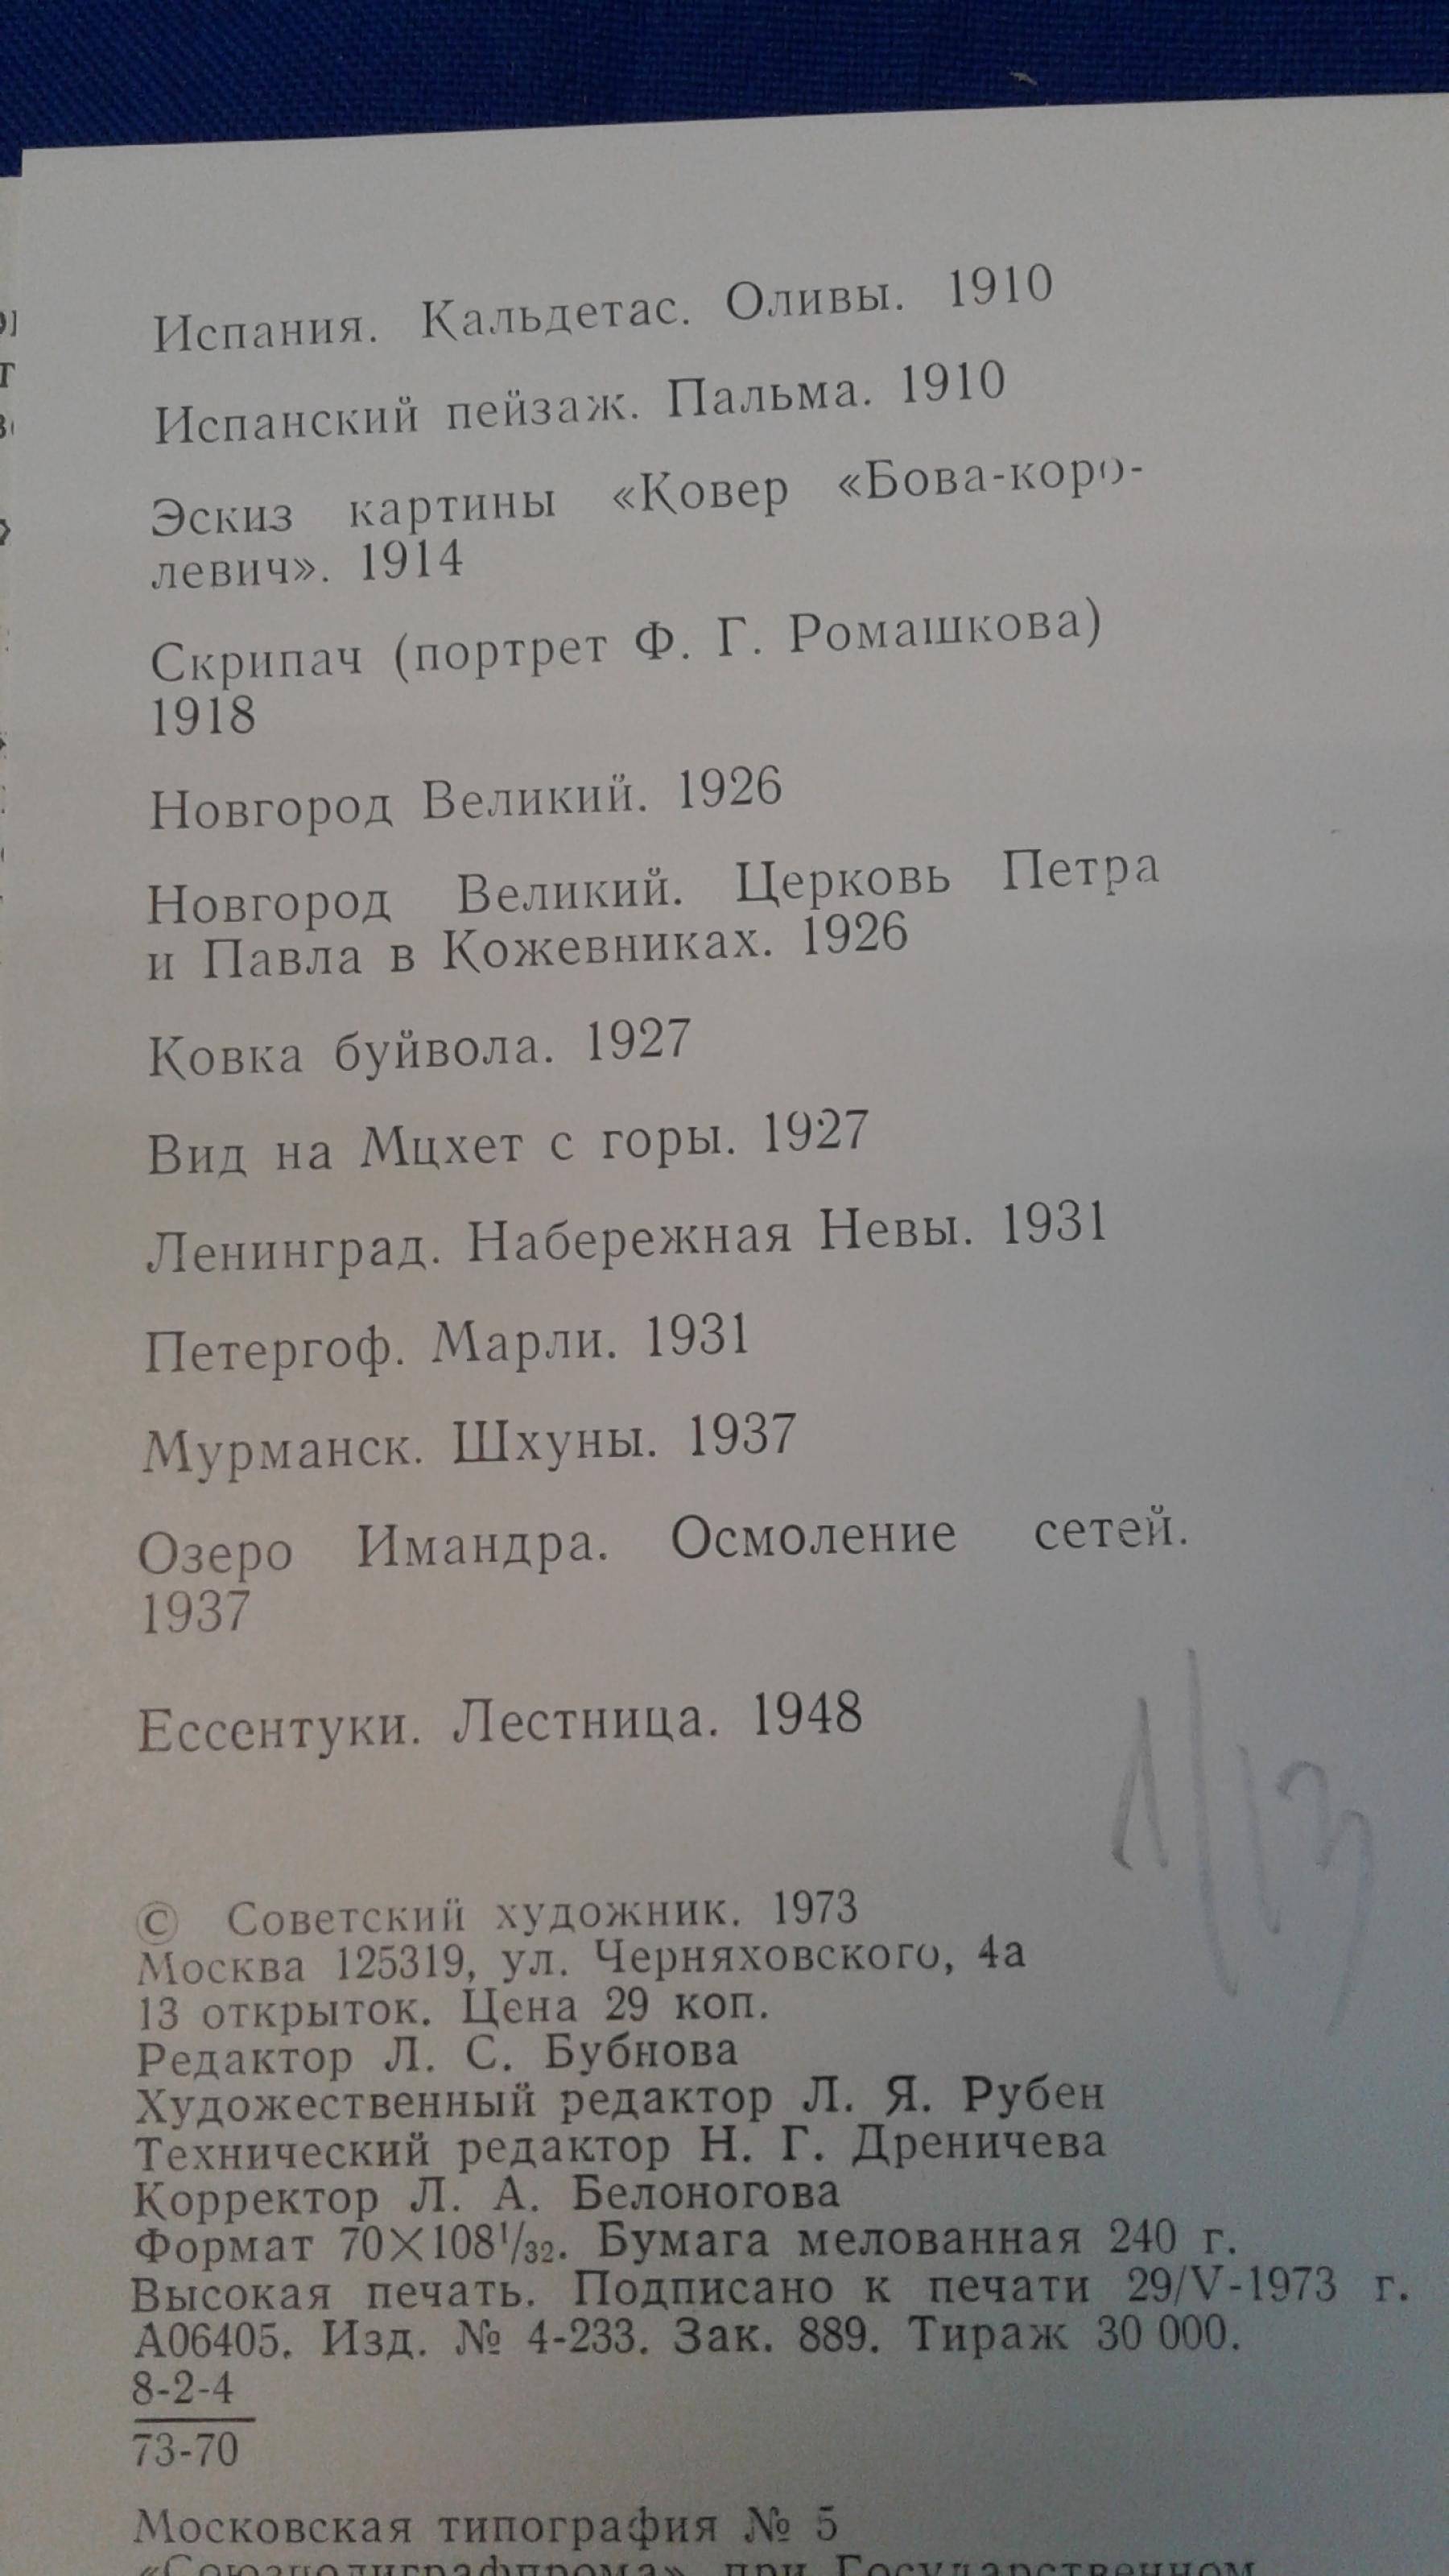 Испания. Кальдетас. Оливы. 1910
Испанский пейзаж. Пальма. 1910
Эскиз картины «Ковер «Бова-коро-
левич». 1914
Скрипач (портрет Ф. Г. Ромашкова)
1918
Новгород Великий. 1926
Новгород Великий. Церковь Петра
и Павла в Кожевниках. 1926
Ковка буйвола. 1927
Вид на Мцхет с горы. 1927
Ленинград. Набережная Невы. 1931
Петергоф. Марли. 1931
Мурманск. Шхуны. 1937
Озеро Имандра. Осмоление сетей.
1937
Ессентуки. Лестница. 1948
1/13
© Советский художник. 1973
Москва 125319, ул. Черняховского, 4а
13 открыток. Цена 29 коп.
Редактор Л. С. Бубнова
Художественный редактор Л. Я. Рубен
Технический редактор Н. Г. Дреничева
Корректор Л. А. Белоногова
Формат 70×108¹/₃₂. Бумага мелованная 240 г.
Высокая печать. Подписано к печати 29/V-1973 г.
А06405. Изд. № 4-233. Зак. 889. Тираж 30 000.
8-2-4
73-70
Московская типография № 5
«Союзполиграфпрома» при Государственном